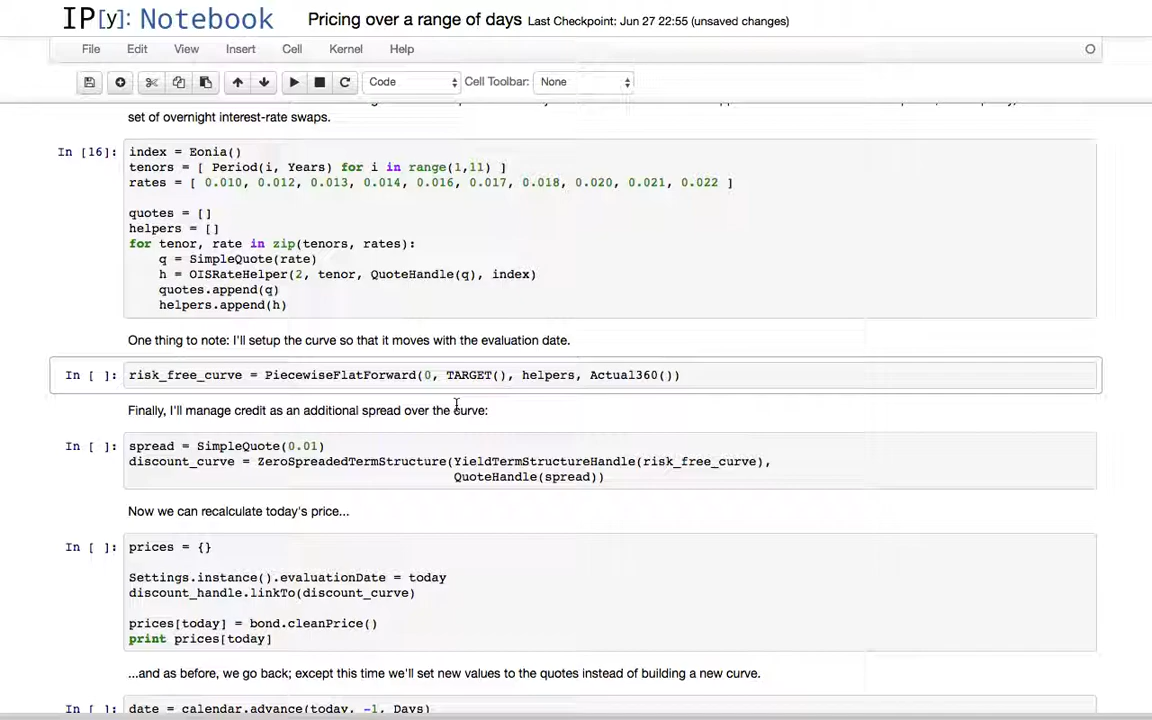 IP[y]: Notebook Pricing over a range of days Last Checkpoint: Jun 27 22:55 (unsaved changes)
File Edit View Insert Cell Kernel Help
Code Cell Toolbar: None
set of overnight interest-rate swaps.
In [16]: index = Eonia()
tenors = [ Period(i, Years) for i in range(1,11) ]
rates = [ 0.010, 0.012, 0.013, 0.014, 0.016, 0.017, 0.018, 0.020, 0.021, 0.022 ]
quotes = []
helpers = []
for tenor, rate in zip(tenors, rates):
q = SimpleQuote(rate)
h = OISRateHelper(2, tenor, QuoteHandle(q), index)
quotes.append(q)
helpers.append(h)
One thing to note: I'll setup the curve so that it moves with the evaluation date.
In [ ]: risk_free_curve = PiecewiseFlatForward(0, TARGET(), helpers, Actual360())
Finally, I'll manage credit as an additional spread over the curve:
In [ ]: spread = SimpleQuote(0.01)
discount_curve = ZeroSpreadedTermStructure(YieldTermStructureHandle(risk_free_curve),
QuoteHandle(spread))
Now we can recalculate today's price...
In [ ]: prices = {}
Settings.instance().evaluationDate = today
discount_handle.linkTo(discount_curve)
prices[today] = bond.cleanPrice()
print prices[today]
...and as before, we go back; except this time we'll set new values to the quotes instead of building a new curve.
In [ ]: date = calendar.advance(today, -1, Days)